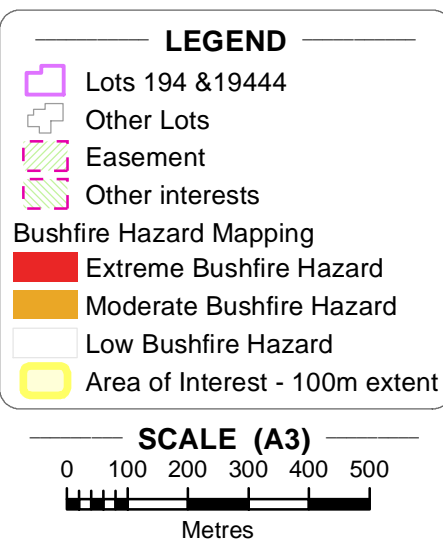 LEGEND
Lots 194 &19444
Other Lots
Easement
Other interests
Bushfire Hazard Mapping
Extreme Bushfire Hazard
Moderate Bushfire Hazard
Low Bushfire Hazard
Area of Interest - 100m extent
SCALE (A3)
0 100 200 300 400 500
Metres